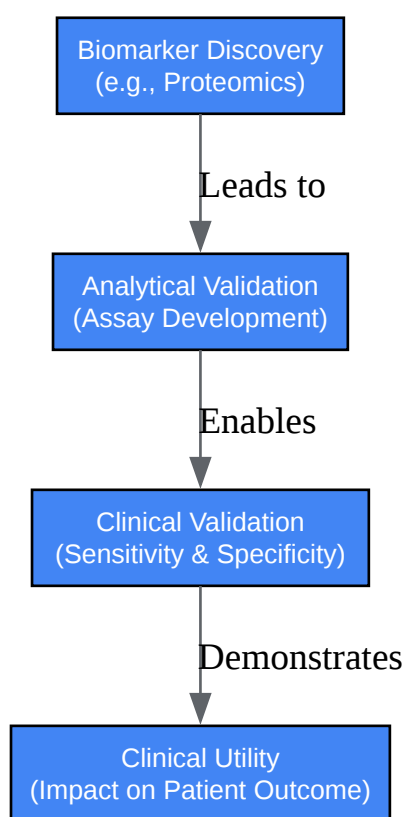 Biomarker Discovery
(e.g., Proteomics)
Leads to
Analytical Validation
(Assay Development)
Enables
Clinical Validation
(Sensitivity & Specificity)
Demonstrates
Clinical Utility
(Impact on Patient Outcome)